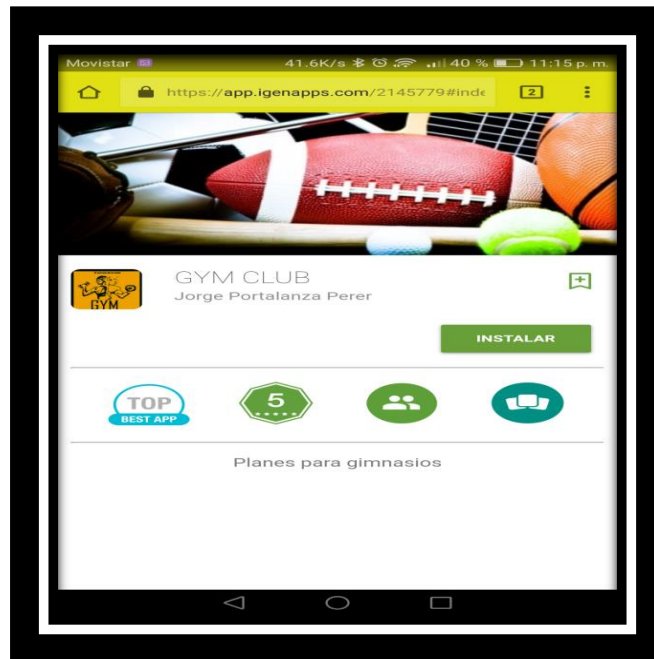 Movistar 41.6K/s 40 % 11:15 p. m.
https://app.igenapps.com/2145779#inde 2
GYM CLUB
Jorge Portalanza Perer
GYM
INSTALAR
TOP
BEST APP
5
Planes para gimnasios